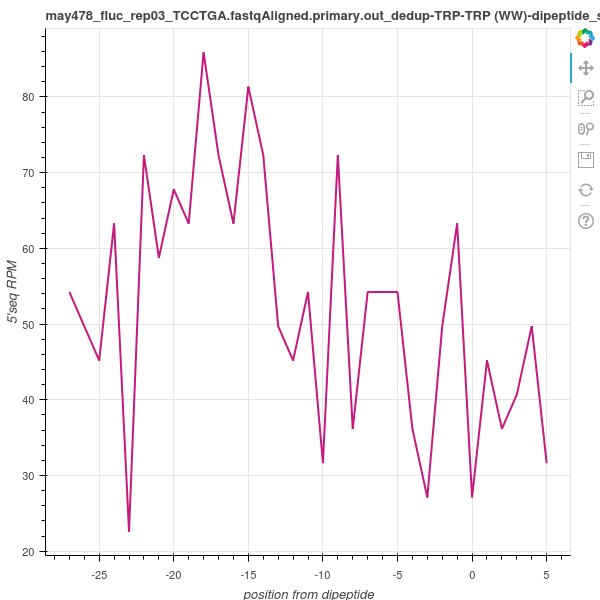 may478_fluc_rep03_TCCTGA.fastqAligned.primary.out_dedup-TRP-TRP (WW)-dipeptide_s
80
70
60
50
40
30
20
5'seq RPM
-25 -20 -15 -10 -5 0 5
position from dipeptide